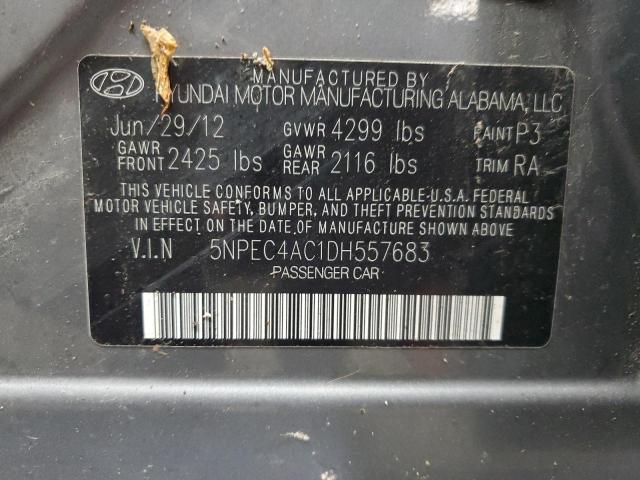 MANUFACTURED BY
HYUNDAI MOTOR MANUFACTURING ALABAMA, LLC
Jun/29/12 GVWR 4299 lbs PAINT P3
GAWR FRONT 2425 lbs GAWR REAR 2116 lbs TRIM RA
THIS VEHICLE CONFORMS TO ALL APPLICABLE U.S.A. FEDERAL
MOTOR VEHICLE SAFETY, BUMPER, AND THEFT PREVENTION STANDARDS
IN EFFECT ON THE DATE OF MANUFACTURE SHOWN ABOVE
V.I.N 5NPEC4AC1DH557683
PASSENGER CAR